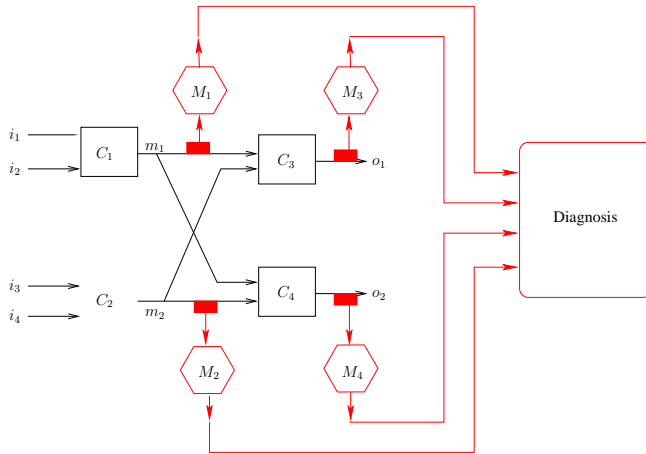 M₁
M₃
i₁
m₁
C₁
C₃
o₁
i₂
Diagnosis
i₃
C₂
C₄
o₂
m₂
i₄
M₂
M₄